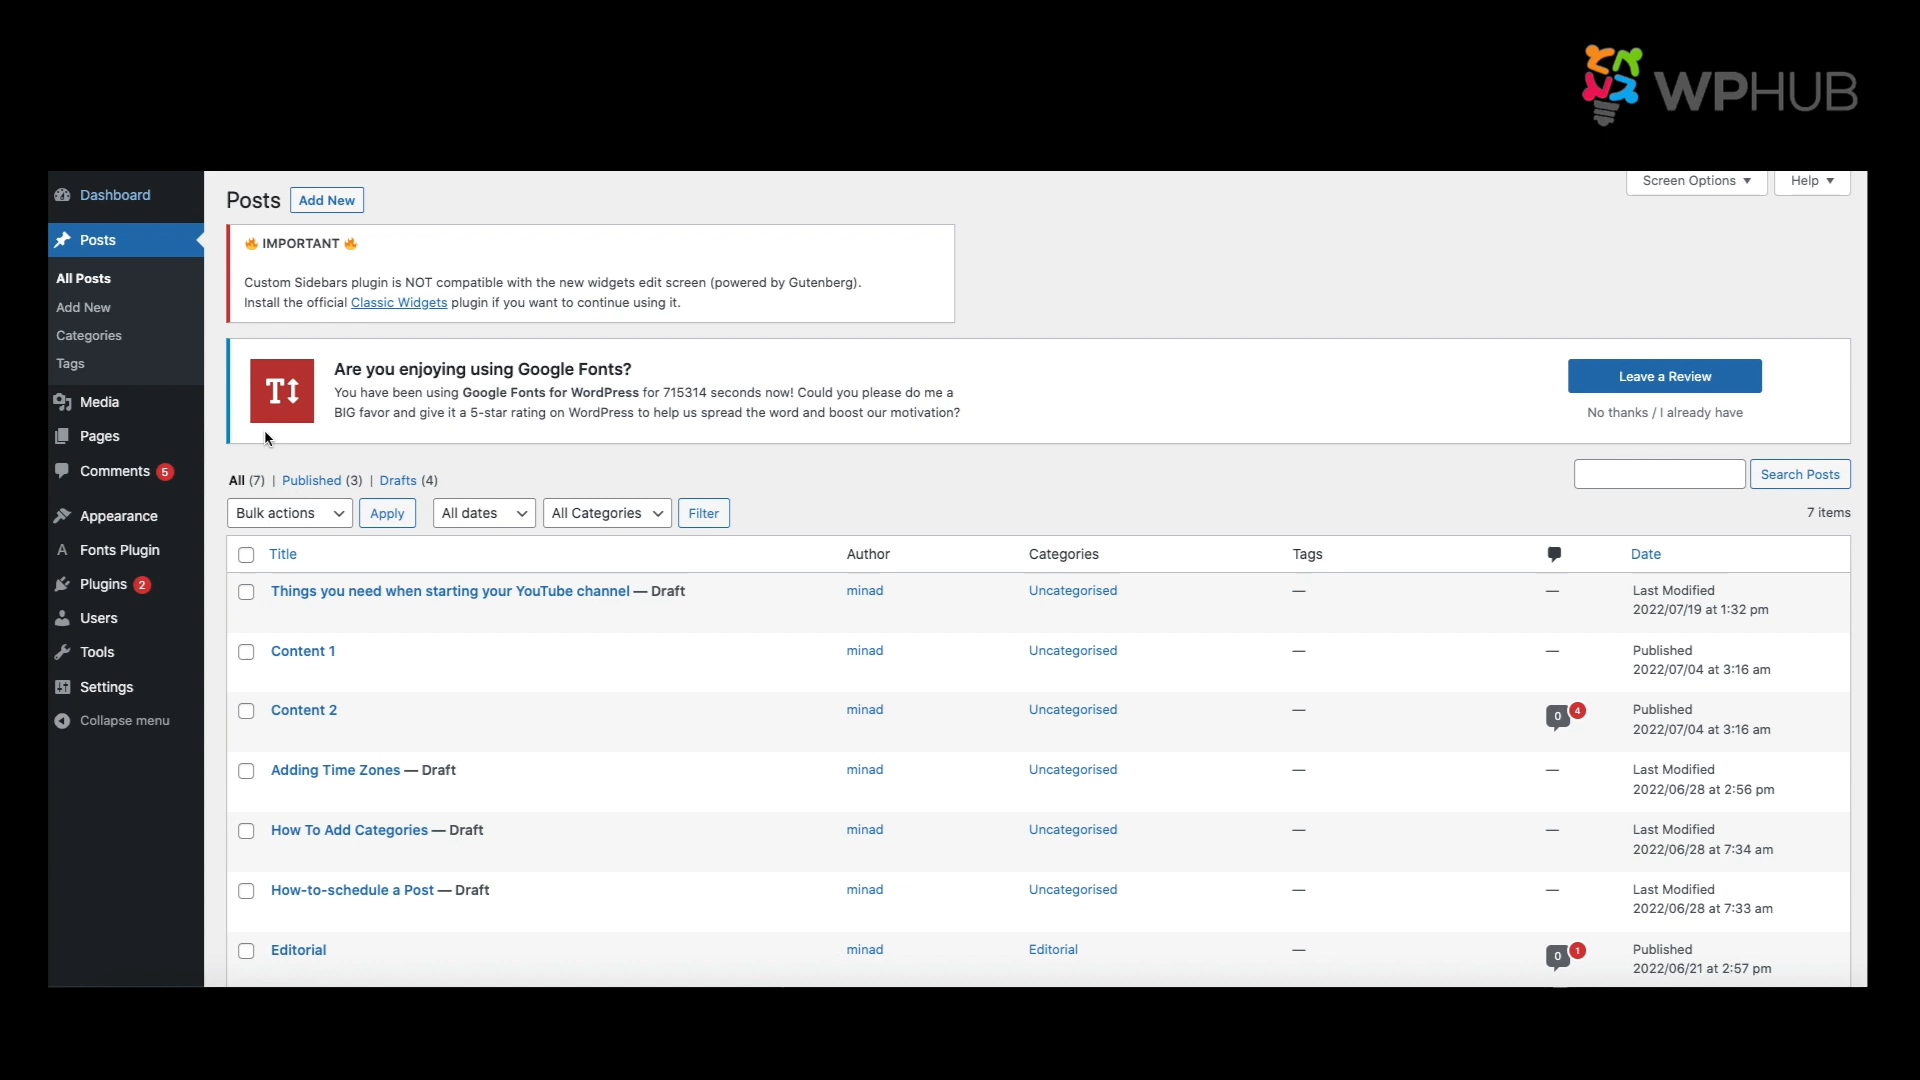 WPHUB
Dashboard
Posts
All Posts
Add New
Categories
Tags
Media
Pages
Comments 5
Appearance
Fonts Plugin
Plugins 2
Users
Tools
Settings
Collapse menu
Posts Add New
Screen Options Help
🔥 IMPORTANT 🔥
Custom Sidebars plugin is NOT compatible with the new widgets edit screen (powered by Gutenberg).
Install the official Classic Widgets plugin if you want to continue using it.
Are you enjoying using Google Fonts?
You have been using Google Fonts for WordPress for 715314 seconds now! Could you please do me a
BIG favor and give it a 5-star rating on WordPress to help us spread the word and boost our motivation?
Leave a Review
No thanks / I already have
All (7) | Published (3) | Drafts (4)
Search Posts
Bulk actions Apply All dates All Categories Filter
7 items
Title Author Categories Tags Date
Things you need when starting your YouTube channel — Draft minad Uncategorised — — Last Modified
2022/07/19 at 1:32 pm
Content 1 minad Uncategorised — — Published
2022/07/04 at 3:16 am
Content 2 minad Uncategorised — 0 4 Published
2022/07/04 at 3:16 am
Adding Time Zones — Draft minad Uncategorised — — Last Modified
2022/06/28 at 2:56 pm
How To Add Categories — Draft minad Uncategorised — — Last Modified
2022/06/28 at 7:34 am
How-to-schedule a Post — Draft minad Uncategorised — — Last Modified
2022/06/28 at 7:33 am
Editorial minad Editorial — 0 1 Published
2022/06/21 at 2:57 pm